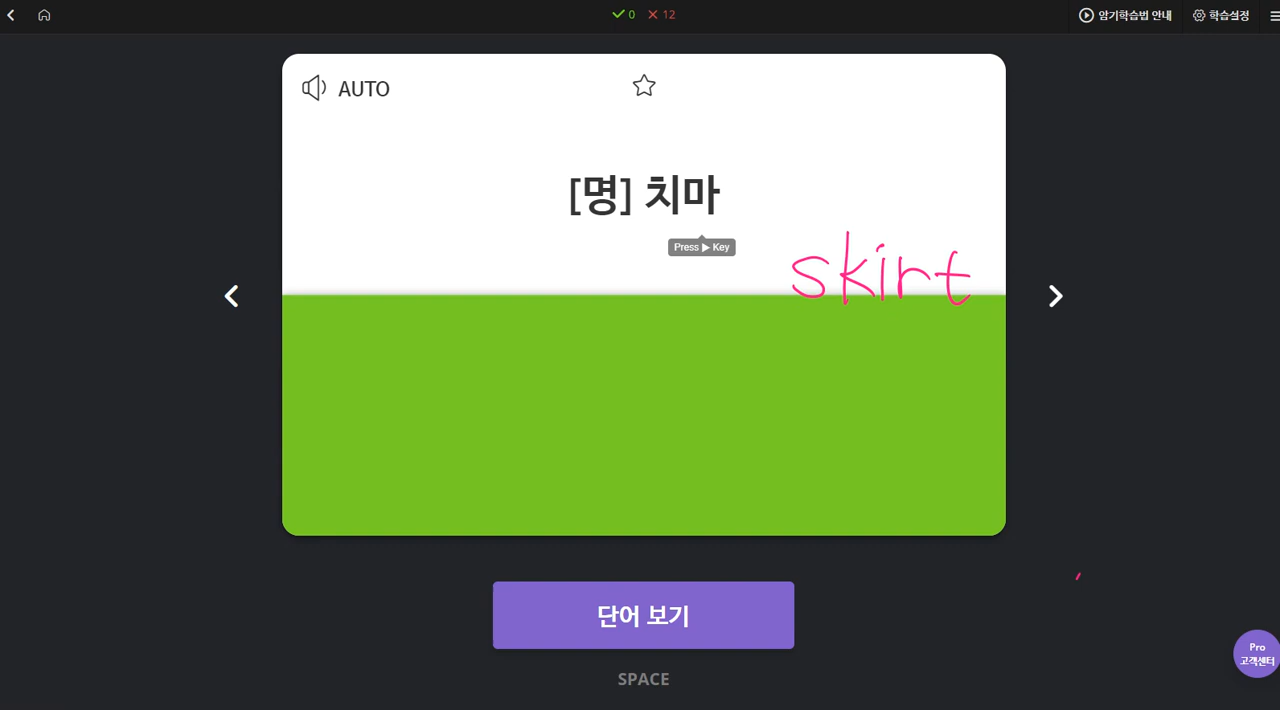 0 12 암기학습법 안내 학습설정
AUTO
[명] 치마
Press ▶ Key
skirt
단어 보기
SPACE
Pro
고객센터